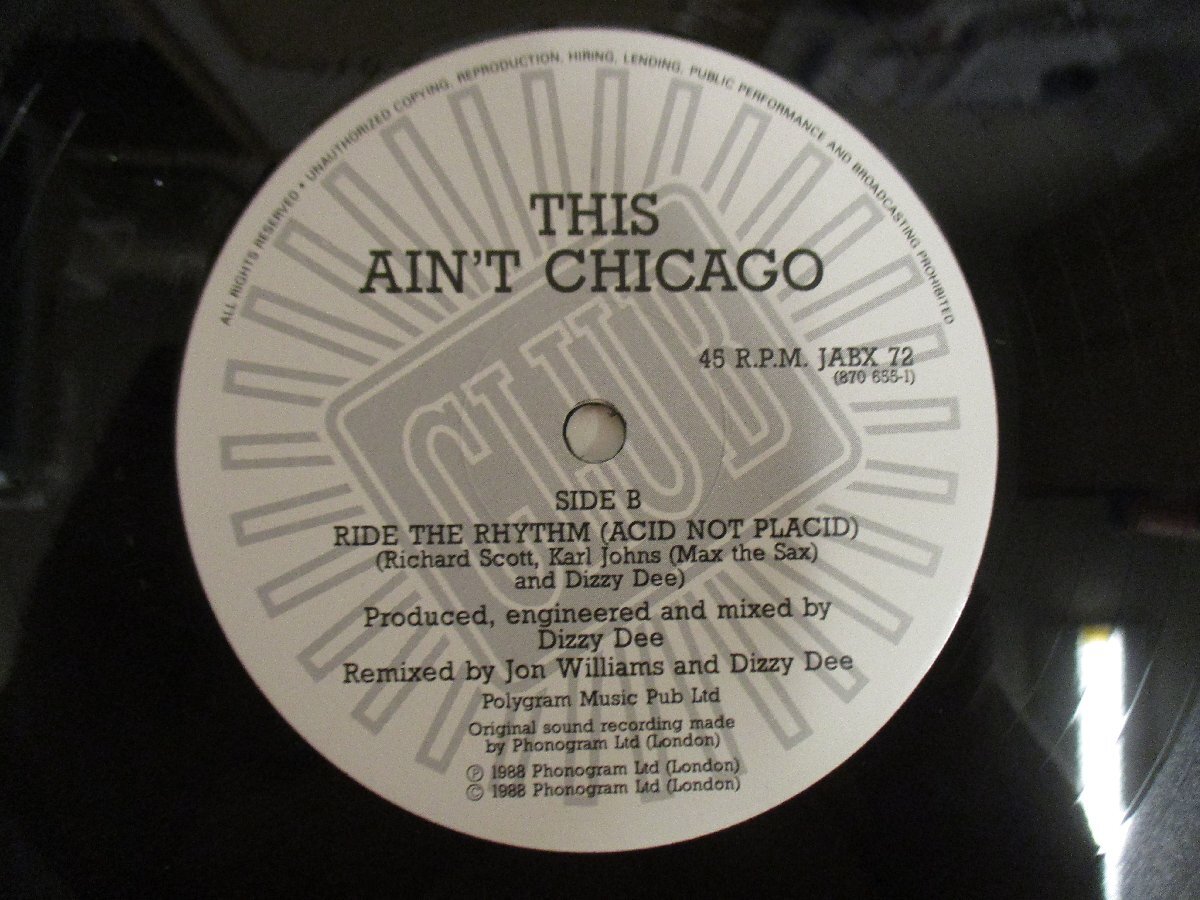 ALL RIGHTS RESERVED • UNAUTHORIZED COPYING, REPRODUCTION, HIRING, LENDING, PUBLIC PERFORMANCE AND BROADCASTING PROHIBITED
THIS
AIN'T CHICAGO
CLUB
45 R.P.M. JABX 72
(870 655-1)
SIDE B
RIDE THE RHYTHM (ACID NOT PLACID)
(Richard Scott, Karl Johns (Max the Sax)
and Dizzy Dee)
Produced, engineered and mixed by
Dizzy Dee
Remixed by Jon Williams and Dizzy Dee
Polygram Music Pub Ltd
Original sound recording made
by Phonogram Ltd (London)
℗ 1988 Phonogram Ltd (London)
© 1988 Phonogram Ltd (London)